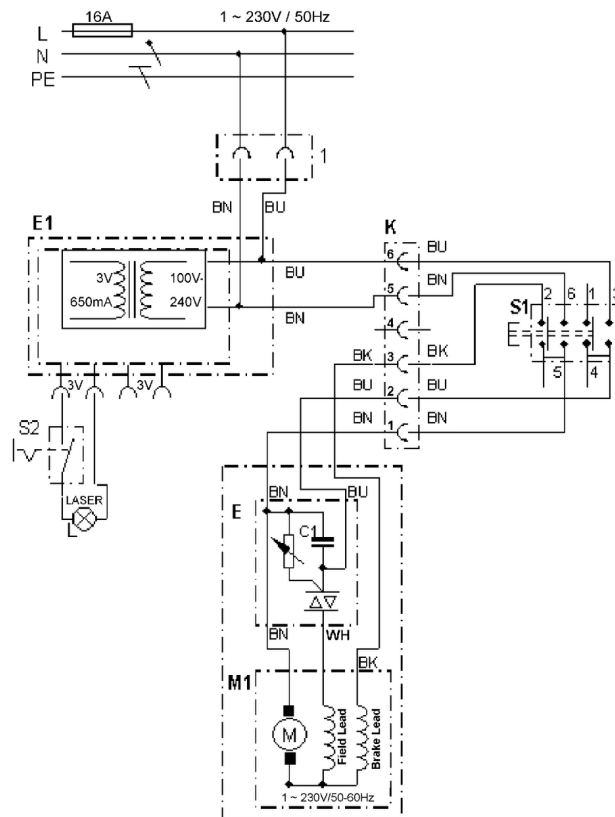 16A 1 ~ 230V / 50Hz
L
N
PE
1
BN BU
E1 K
6 BU
3V 100V-
BU
5 BN
650mA 240V
2 6 1 3
S1
BN
4
BK 3 BK
5 4
3V 3V
BU 2 BU
S2
BN 1 BN
LASER
L
BN BU
E C1
BN WH
BK
M1
M
Field Lead
Brake Lead
1 ~ 230V/50-60Hz